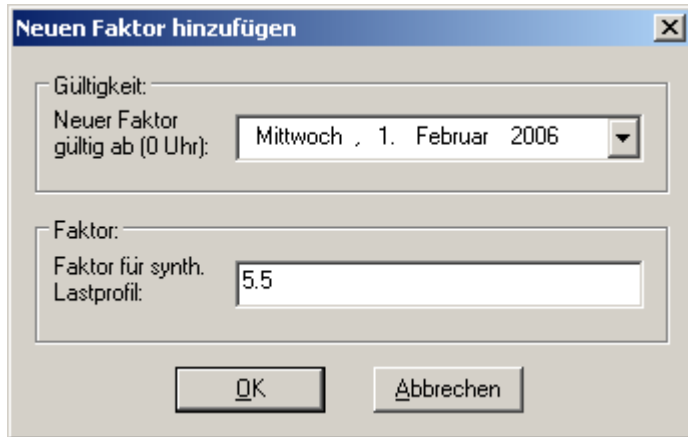 Neuen Faktor hinzufügen
Gültigkeit:
Neuer Faktor
gültig ab (0 Uhr):
Mittwoch , 1. Februar 2006
Faktor:
Faktor für synth.
Lastprofil:
5.5
OK
Abbrechen